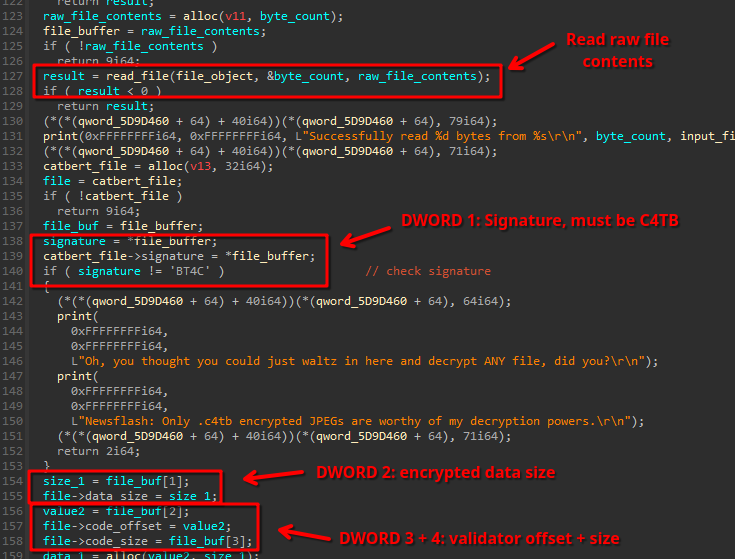 122 return result;
123 raw_file_contents = alloc(v11, byte_count);
124 file_buffer = raw_file_contents;
125 if ( !raw_file_contents )
126 return 9i64;
127 result = read_file(file_object, &byte_count, raw_file_contents);
128 if ( result < 0 )
129 return result;
130 (*(*(qword_5D9D460 + 64) + 40i64))(*(qword_5D9D460 + 64), 79i64);
131 print(0xFFFFFFFFi64, 0xFFFFFFFFi64, L"Successfully read %d bytes from %s\r\n", byte_count, input_fi
132 (*(*(qword_5D9D460 + 64) + 40i64))(*(qword_5D9D460 + 64), 71i64);
133 catbert_file = alloc(v13, 32i64);
134 file = catbert_file;
135 if ( !catbert_file )
136 return 9i64;
137 file_buf = file_buffer;
138 signature = *file_buffer;
139 catbert_file->signature = *file_buffer;
140 if ( signature != 'BT4C' ) // check signature
141 {
142 (*(*(qword_5D9D460 + 64) + 40i64))(*(qword_5D9D460 + 64), 64i64);
143 print(
144 0xFFFFFFFFi64,
145 0xFFFFFFFFi64,
146 L"Oh, you thought you could just waltz in here and decrypt ANY file, did you?\r\n");
147 print(
148 0xFFFFFFFFi64,
149 0xFFFFFFFFi64,
150 L"Newsflash: Only .c4tb encrypted JPEGs are worthy of my decryption powers.\r\n");
151 (*(*(qword_5D9D460 + 64) + 40i64))(*(qword_5D9D460 + 64), 71i64);
152 return 2i64;
153 }
154 size_1 = file_buf[1];
155 file->data_size = size_1;
156 value2 = file_buf[2];
157 file->code_offset = value2;
158 file->code_size = file_buf[3];
159 data_1 = alloc(value2, size_1);
Read raw file
contents
DWORD 1: Signature, must be C4TB
DWORD 2: encrypted data size
DWORD 3 + 4: validator offset + size